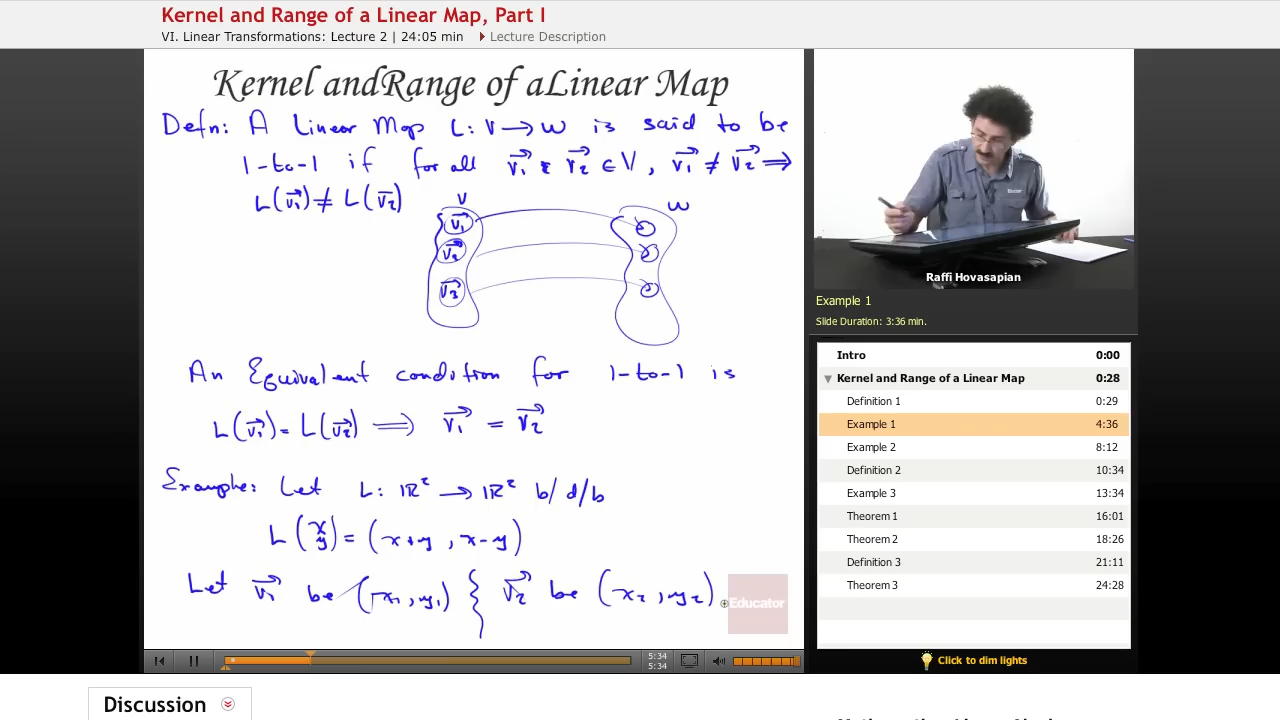 Kernel and Range of a Linear Map, Part I
VI. Linear Transformations: Lecture 2 | 24:05 min Lecture Description
Kernel andRange of aLinear Map
Defn: A Linear Map L: V → W is said to be
1-to-1 if for all v1 & v2 ∈ V, v1 ≠ v2 ⟹
L(v1) ≠ L(v2)
V W
v1
v2
v3
An Equivalent condition for 1-to-1 is
L(v1) = L(v2) ⟹ v1 = v2
Example: Let L: ℝ² → ℝ² b/d/b
L(x y) = (x+y, x-y)
Let v1 be (x1, y1) } v2 be (x2, y2)
Educator
5:34
5:34
Raffi Hovasapian
Example 1
Slide Duration: 3:36 min.
Intro 0:00
Kernel and Range of a Linear Map 0:28
Definition 1 0:29
Example 1 4:36
Example 2 8:12
Definition 2 10:34
Example 3 13:34
Theorem 1 16:01
Theorem 2 18:26
Definition 3 21:11
Theorem 3 24:28
Click to dim lights
Discussion